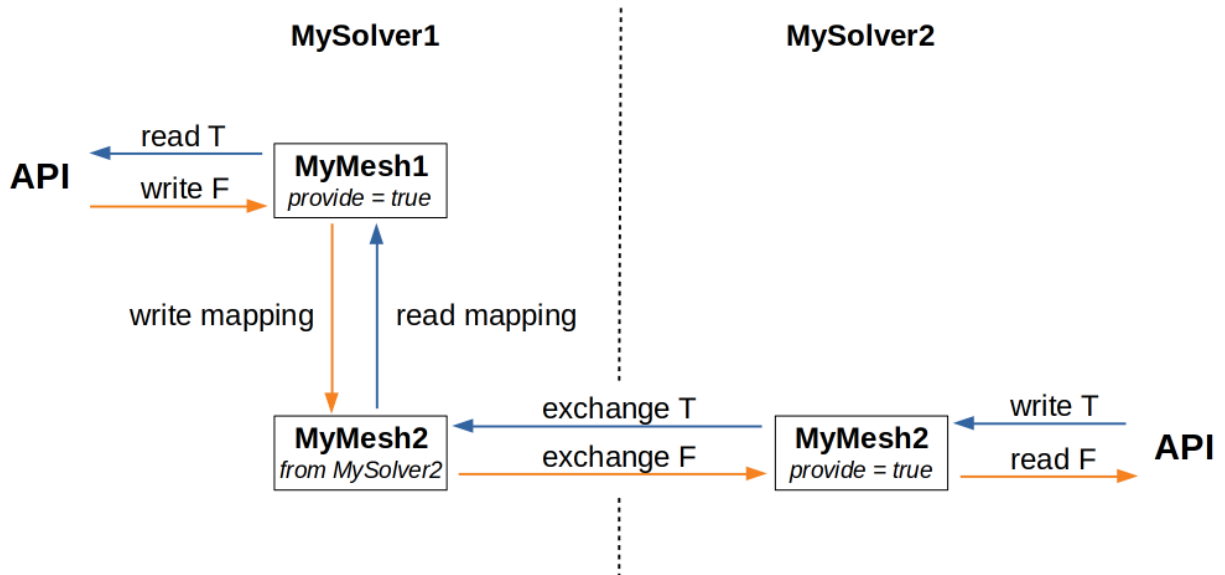 MySolver1
MySolver2
read T
API
write F
MyMesh1
provide = true
write mapping
read mapping
MyMesh2
from MySolver2
exchange T
exchange F
MyMesh2
provide = true
write T
read F
API